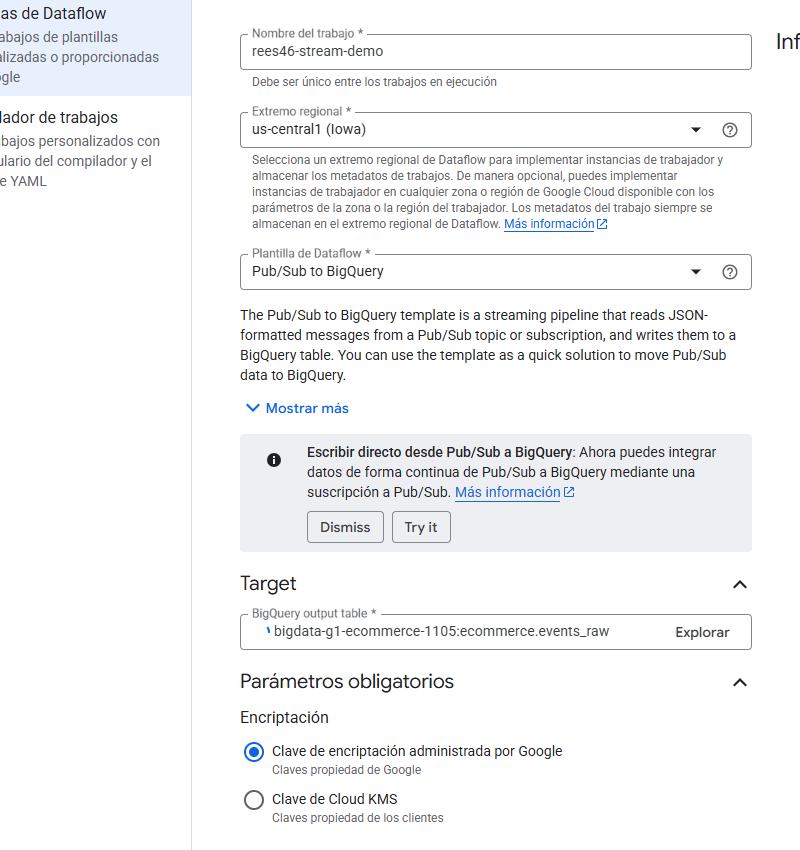 as de Dataflow
abajos de plantillas
alizadas o proporcionadas
gle
lador de trabajos
bajos personalizados con
ulario del compilador y el
e YAML
Nombre del trabajo *
rees46-stream-demo
Debe ser único entre los trabajos en ejecución
Extremo regional *
us-central1 (Iowa)
Selecciona un extremo regional de Dataflow para implementar instancias de trabajador y
almacenar los metadatos de trabajos. De manera opcional, puedes implementar
instancias de trabajador en cualquier zona o región de Google Cloud disponible con los
parámetros de la zona o la región del trabajador. Los metadatos del trabajo siempre se
almacenan en el extremo regional de Dataflow. Más información
Plantilla de Dataflow *
Pub/Sub to BigQuery
The Pub/Sub to BigQuery template is a streaming pipeline that reads JSON-
formatted messages from a Pub/Sub topic or subscription, and writes them to a
BigQuery table. You can use the template as a quick solution to move Pub/Sub
data to BigQuery.
Mostrar más
Escribir directo desde Pub/Sub a BigQuery: Ahora puedes integrar
datos de forma continua de Pub/Sub a BigQuery mediante una
suscripción a Pub/Sub. Más información
Dismiss
Try it
Target
BigQuery output table *
bigdata-g1-ecommerce-1105:ecommerce.events_raw
Explorar
Parámetros obligatorios
Encriptación
Clave de encriptación administrada por Google
Claves propiedad de Google
Clave de Cloud KMS
Claves propiedad de los clientes
Inf